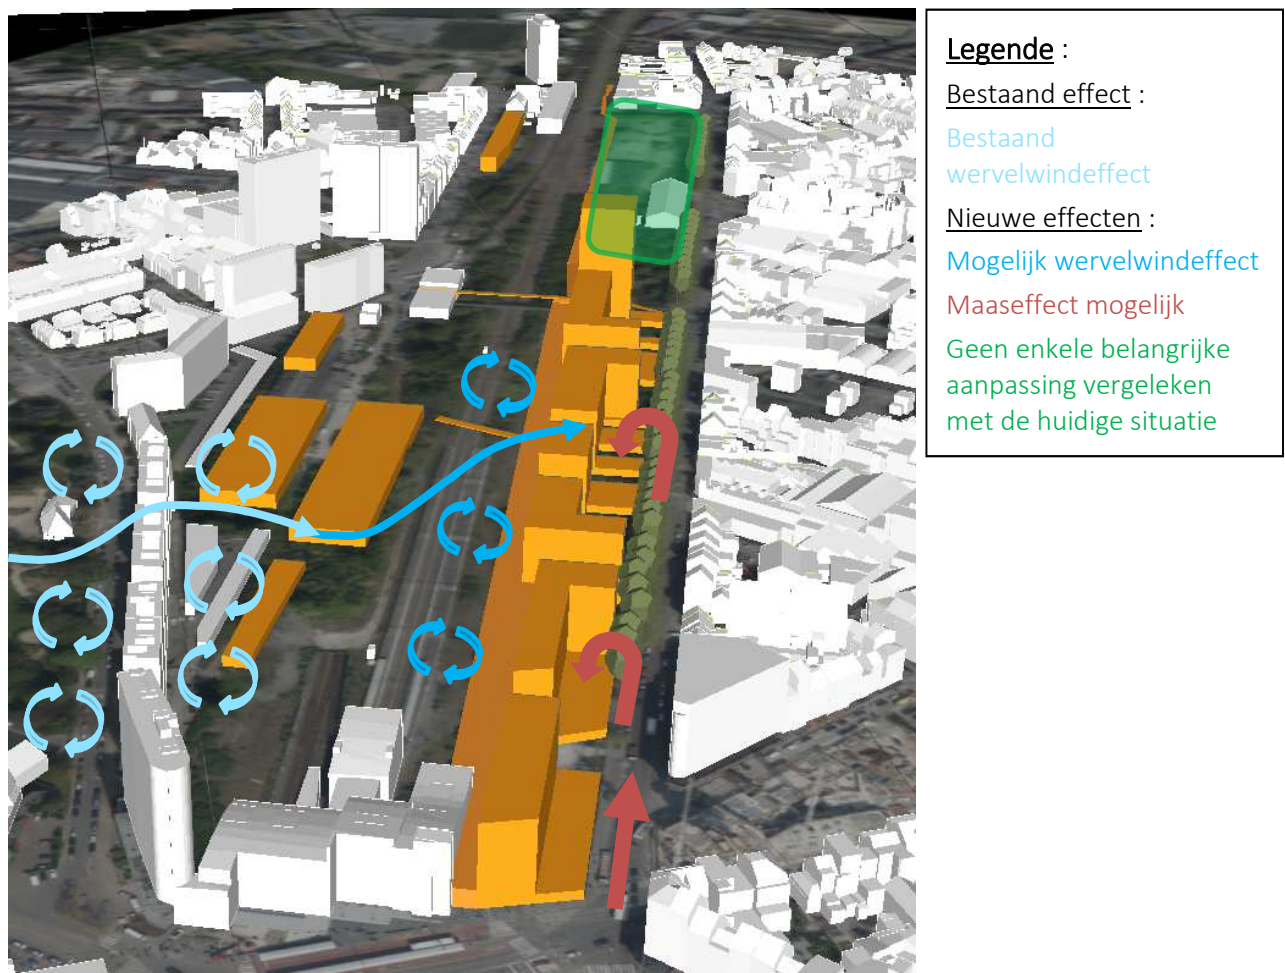 Legende :
Bestaand effect :
Bestaand
wervelwindeffect
Nieuwe effecten :
Mogelijk wervelwindeffect
Maaseffect mogelijk
Geen enkele belangrijke
aanpassing vergeleken
met de huidige situatie